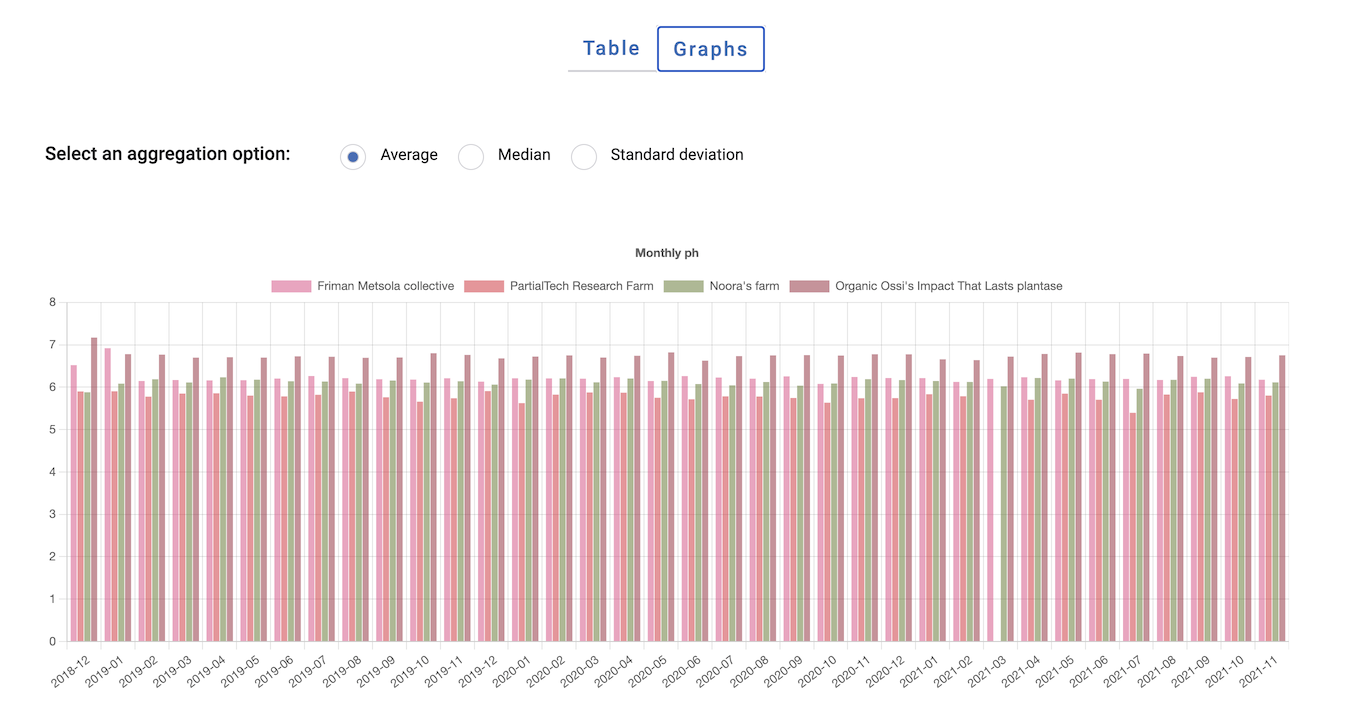 Table Graphs
Select an aggregation option: Average Median Standard deviation
Monthly ph
Friman Metsola collective PartialTech Research Farm Noora's farm Organic Ossi's Impact That Lasts plantase
8
7
6
5
4
3
2
1
0
2018-12 2019-01 2019-02 2019-03 2019-04 2019-05 2019-06 2019-07 2019-08 2019-09 2019-10 2019-11 2019-12 2020-01 2020-02 2020-03 2020-04 2020-05 2020-06 2020-07 2020-08 2020-09 2020-10 2020-11 2020-12 2021-01 2021-02 2021-03 2021-04 2021-05 2021-06 2021-07 2021-08 2021-09 2021-10 2021-11